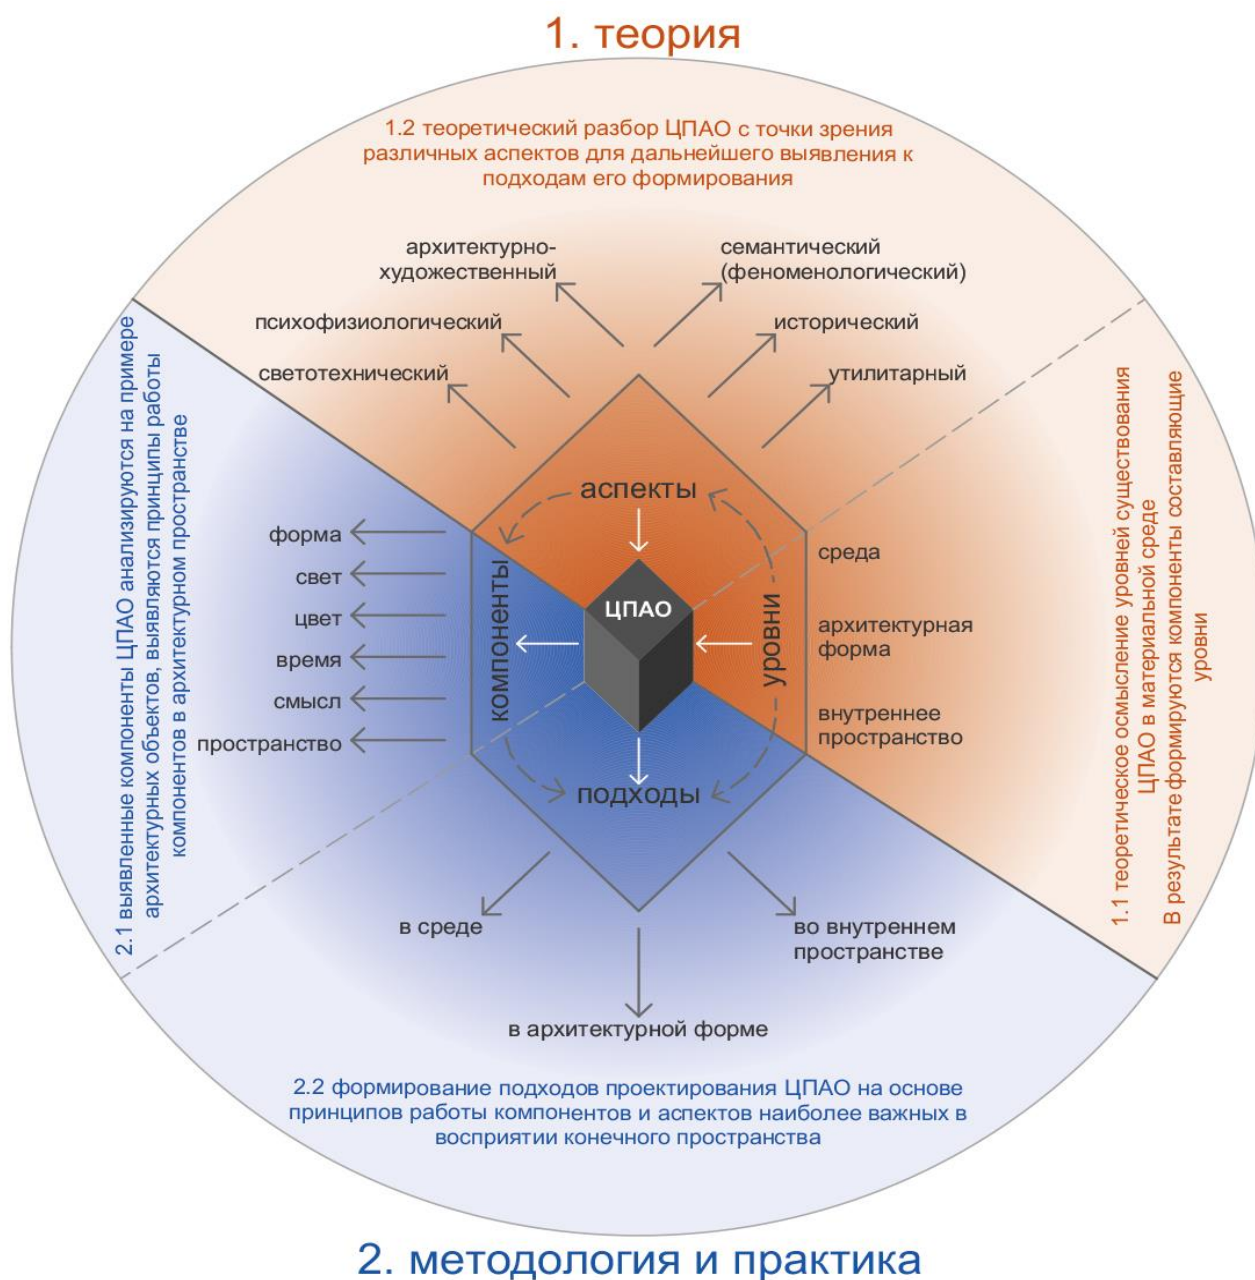 1. теория
1.2 теоретический разбор ЦПАО с точки зрения
различных аспектов для дальнейшего выявления к
подходам его формирования
архитектурно-
художественный
семантический
(феноменологический)
психофизиологический
исторический
светотехнический
утилитарный
аспекты
компоненты
ЦПАО
уровни
подходы
форма
свет
цвет
время
смысл
пространство
среда
архитектурная
форма
внутреннее
пространство
2.1 выявленные компоненты ЦПАО анализируются на примере
архитектурных объектов, выявляются принципы работы
компонентов в архитектурном пространстве
1.1 теоретическое осмысление уровней существования
ЦПАО в материальной среде
В результате формируются компоненты составляющие
уровни
в среде
во внутреннем
пространстве
в архитектурной форме
2.2 формирование подходов проектирования ЦПАО на основе
принципов работы компонентов и аспектов наиболее важных в
восприятии конечного пространства
2. методология и практика